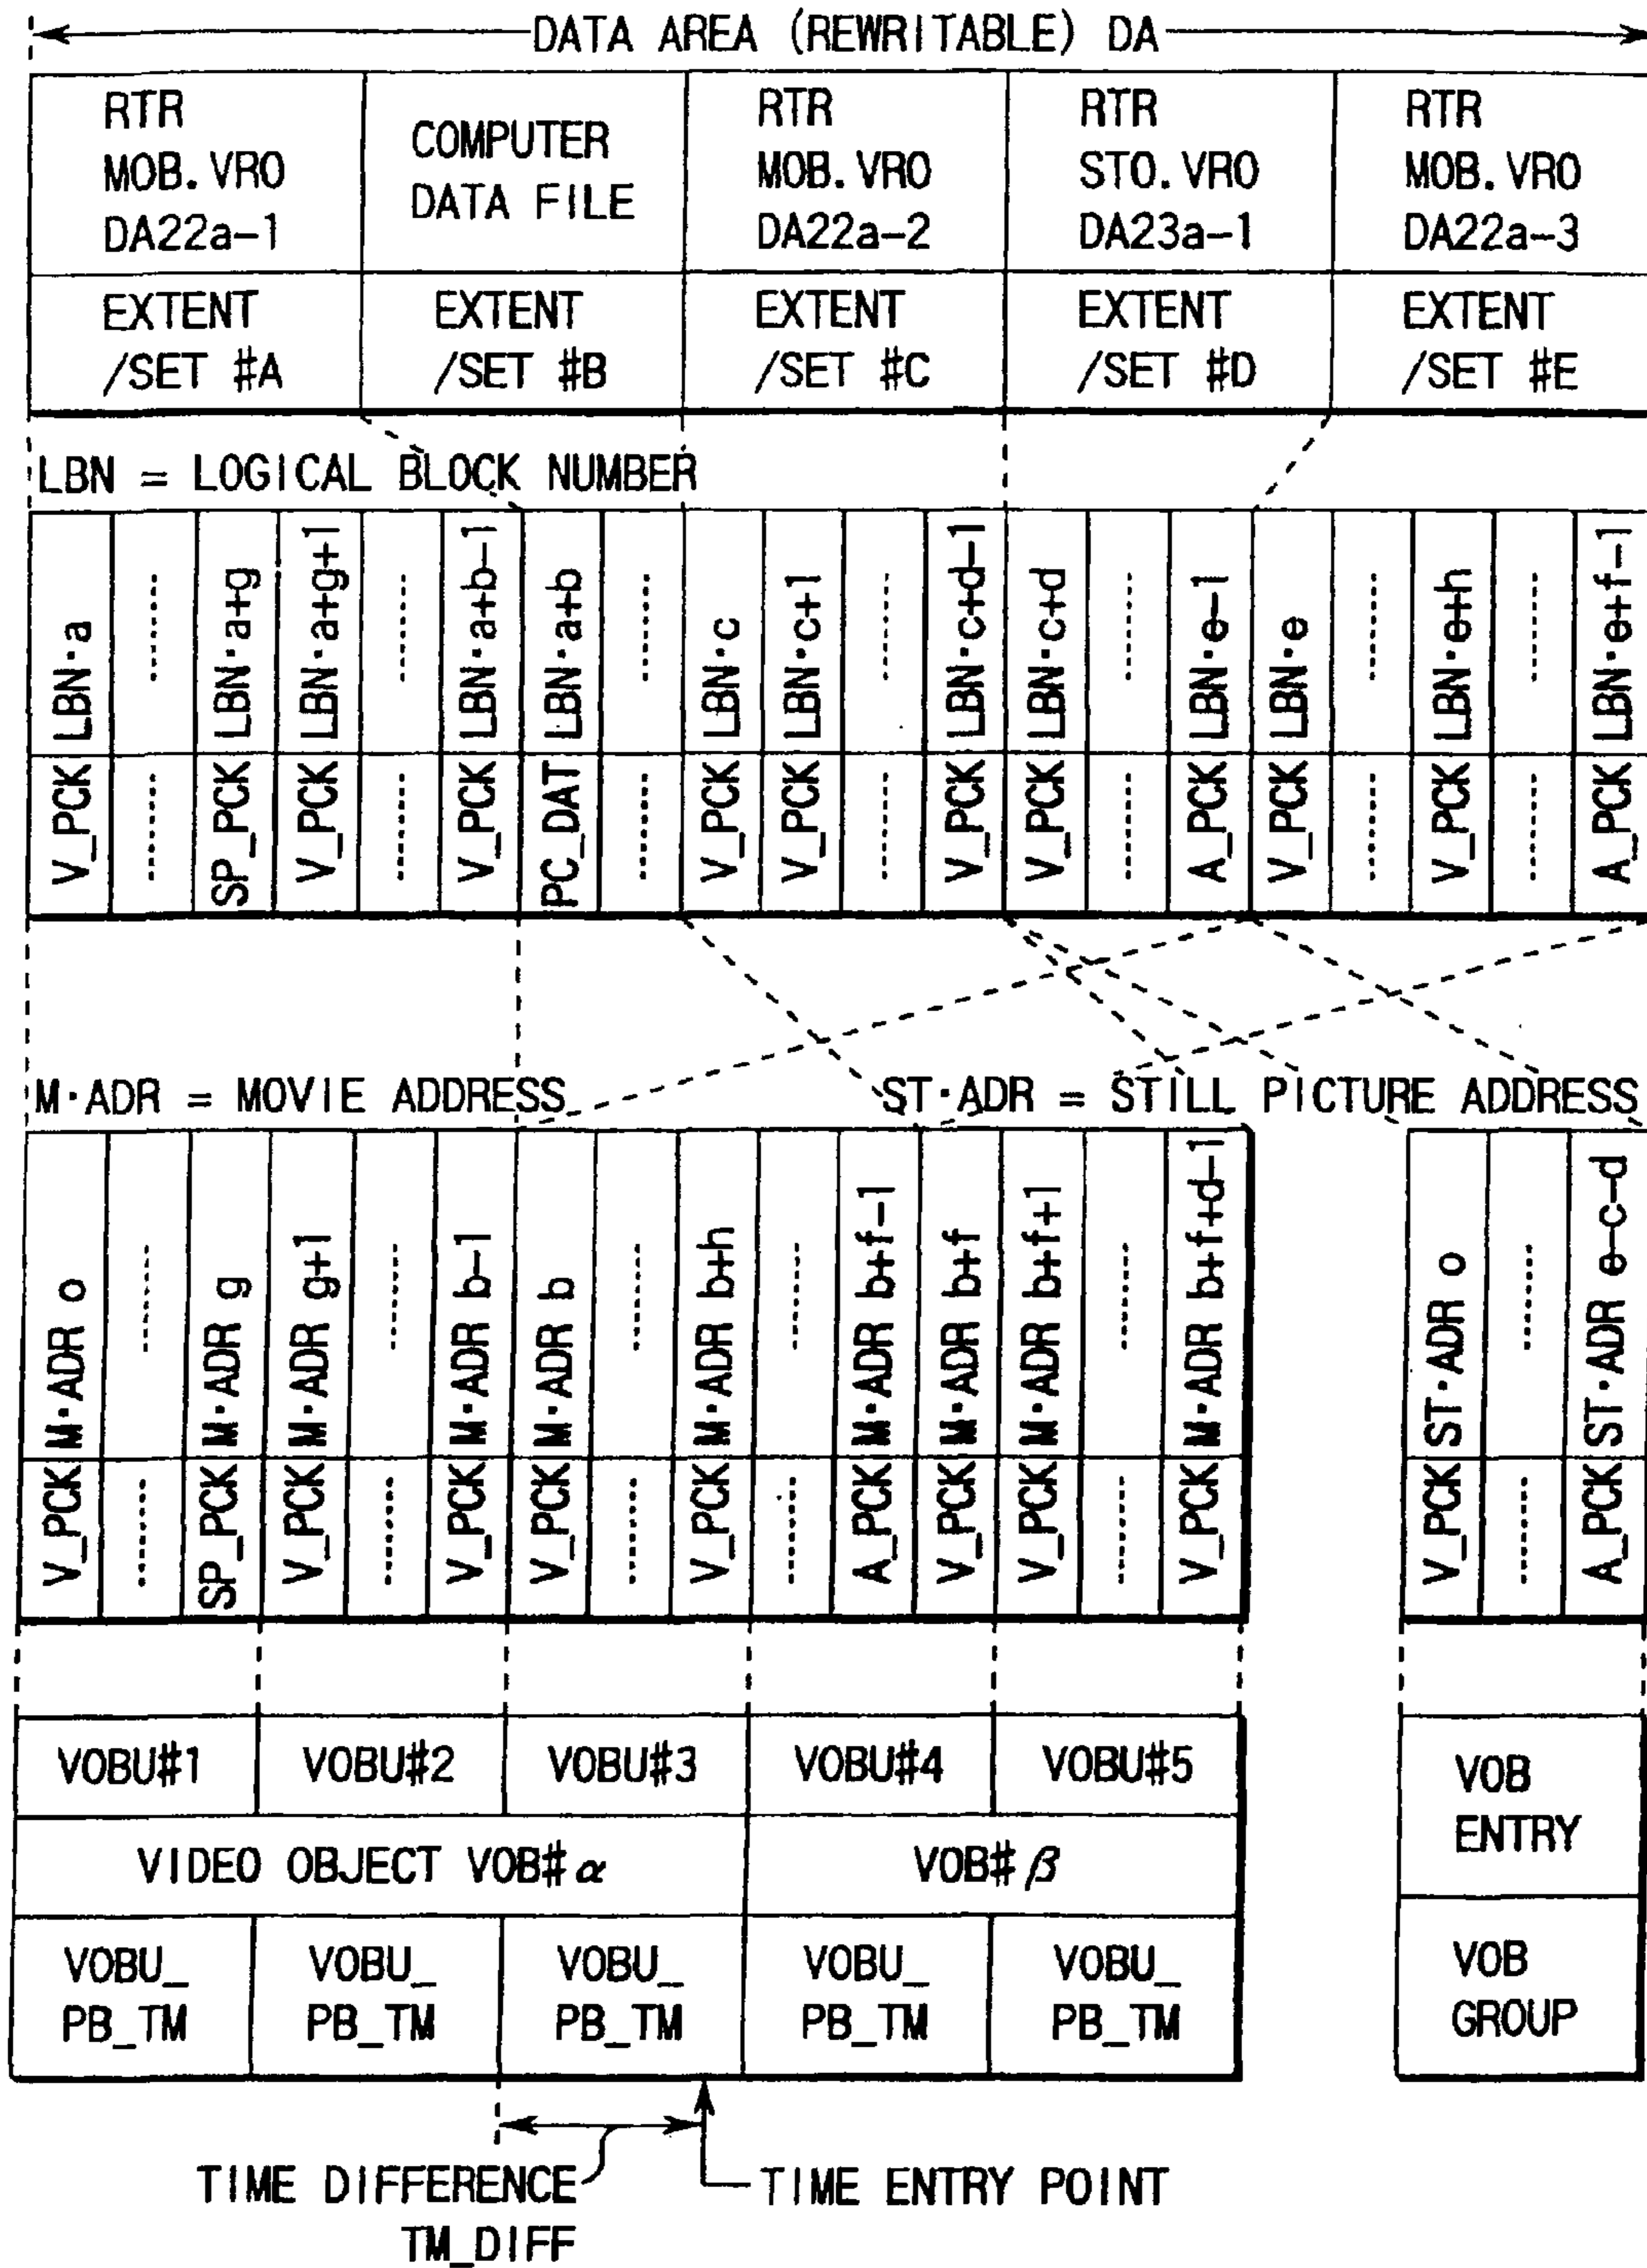 DATA AREA (REWRITABLE) DA
RTR
MOB.VRO
DA22a-1
COMPUTER
DATA FILE
RTR
MOB.VRO
DA22a-2
RTR
STO.VRO
DA23a-1
RTR
MOB.VRO
DA22a-3
EXTENT
/SET #A
EXTENT
/SET #B
EXTENT
/SET #C
EXTENT
/SET #D
EXTENT
/SET #E
LBN = LOGICAL BLOCK NUMBER
V_PCK LBN·a
SP_PCK LBN·a+g
V_PCK LBN·a+g+1
V_PCK LBN·a+b-1
PC_DAT LBN·a+b
V_PCK LBN·c
V_PCK LBN·c+1
V_PCK LBN·c+d-1
V_PCK LBN·c+d
A_PCK LBN·e-1
V_PCK LBN·e
V_PCK LBN·e+h
A_PCK LBN·e+f-1
M·ADR = MOVIE ADDRESS
ST·ADR = STILL PICTURE ADDRESS
V_PCK M·ADR o
SP_PCK M·ADR g
V_PCK M·ADR g+1
V_PCK M·ADR b-1
V_PCK M·ADR b
V_PCK M·ADR b+h
A_PCK M·ADR b+f-1
V_PCK M·ADR b+f
V_PCK M·ADR b+f+1
V_PCK M·ADR b+f+d-1
V_PCK ST·ADR o
A_PCK ST·ADR e-c-d
VOBU#1
VOBU#2
VOBU#3
VOBU#4
VOBU#5
VIDEO OBJECT VOB#α
VOB#β
VOB
ENTRY
VOBU_
PB_TM
VOBU_
PB_TM
VOBU_
PB_TM
VOBU_
PB_TM
VOBU_
PB_TM
VOB
GROUP
TIME DIFFERENCE
TM_DIFF
TIME ENTRY POINT